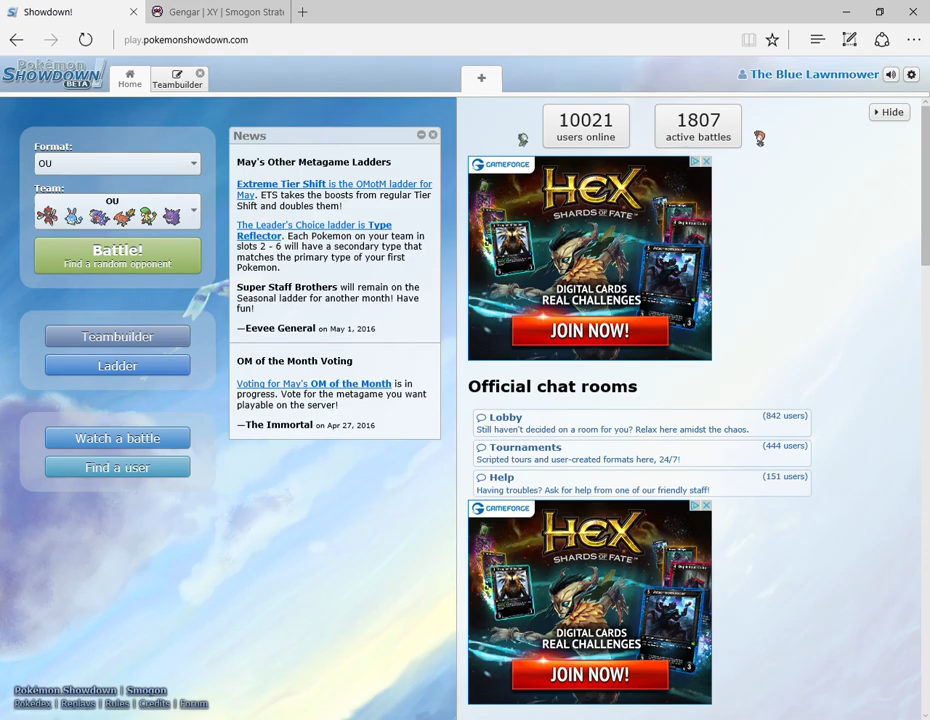 Showdown!
Gengar | XY | Smogon Strate
play.pokemonshowdown.com
Pokémon
SHOWDOWN!
BETA
Home
Teambuilder
The Blue Lawnmower
Format:
OU
Team:
OU
Battle!
Find a random opponent
Teambuilder
Ladder
Watch a battle
Find a user
News
May's Other Metagame Ladders
Extreme Tier Shift is the OMotM ladder for
May. ETS takes the boosts from regular Tier
Shift and doubles them!
The Leader's Choice ladder is Type
Reflector. Each Pokemon on your team in
slots 2 - 6 will have a secondary type that
matches the primary type of your first
Pokemon.
Super Staff Brothers will remain on the
Seasonal ladder for another month! Have
fun!
—Eevee General on May 1, 2016
OM of the Month Voting
Voting for May's OM of the Month is in
progress. Vote for the metagame you want
playable on the server!
—The Immortal on Apr 27, 2016
Pokémon Showdown | Smogon
Pokédex | Replays | Rules | Credits | Forum
10021
users online
1807
active battles
Hide
GAMEFORGE
HEX
SHARDS OF FATE
DIGITAL CARDS
REAL CHALLENGES
JOIN NOW!
Official chat rooms
Lobby (842 users)
Still haven't decided on a room for you? Relax here amidst the chaos.
Tournaments (444 users)
Scripted tours and user-created formats here, 24/7!
Help (151 users)
Having troubles? Ask for help from one of our friendly staff!
GAMEFORGE
HEX
SHARDS OF FATE
DIGITAL CARDS
REAL CHALLENGES
JOIN NOW!